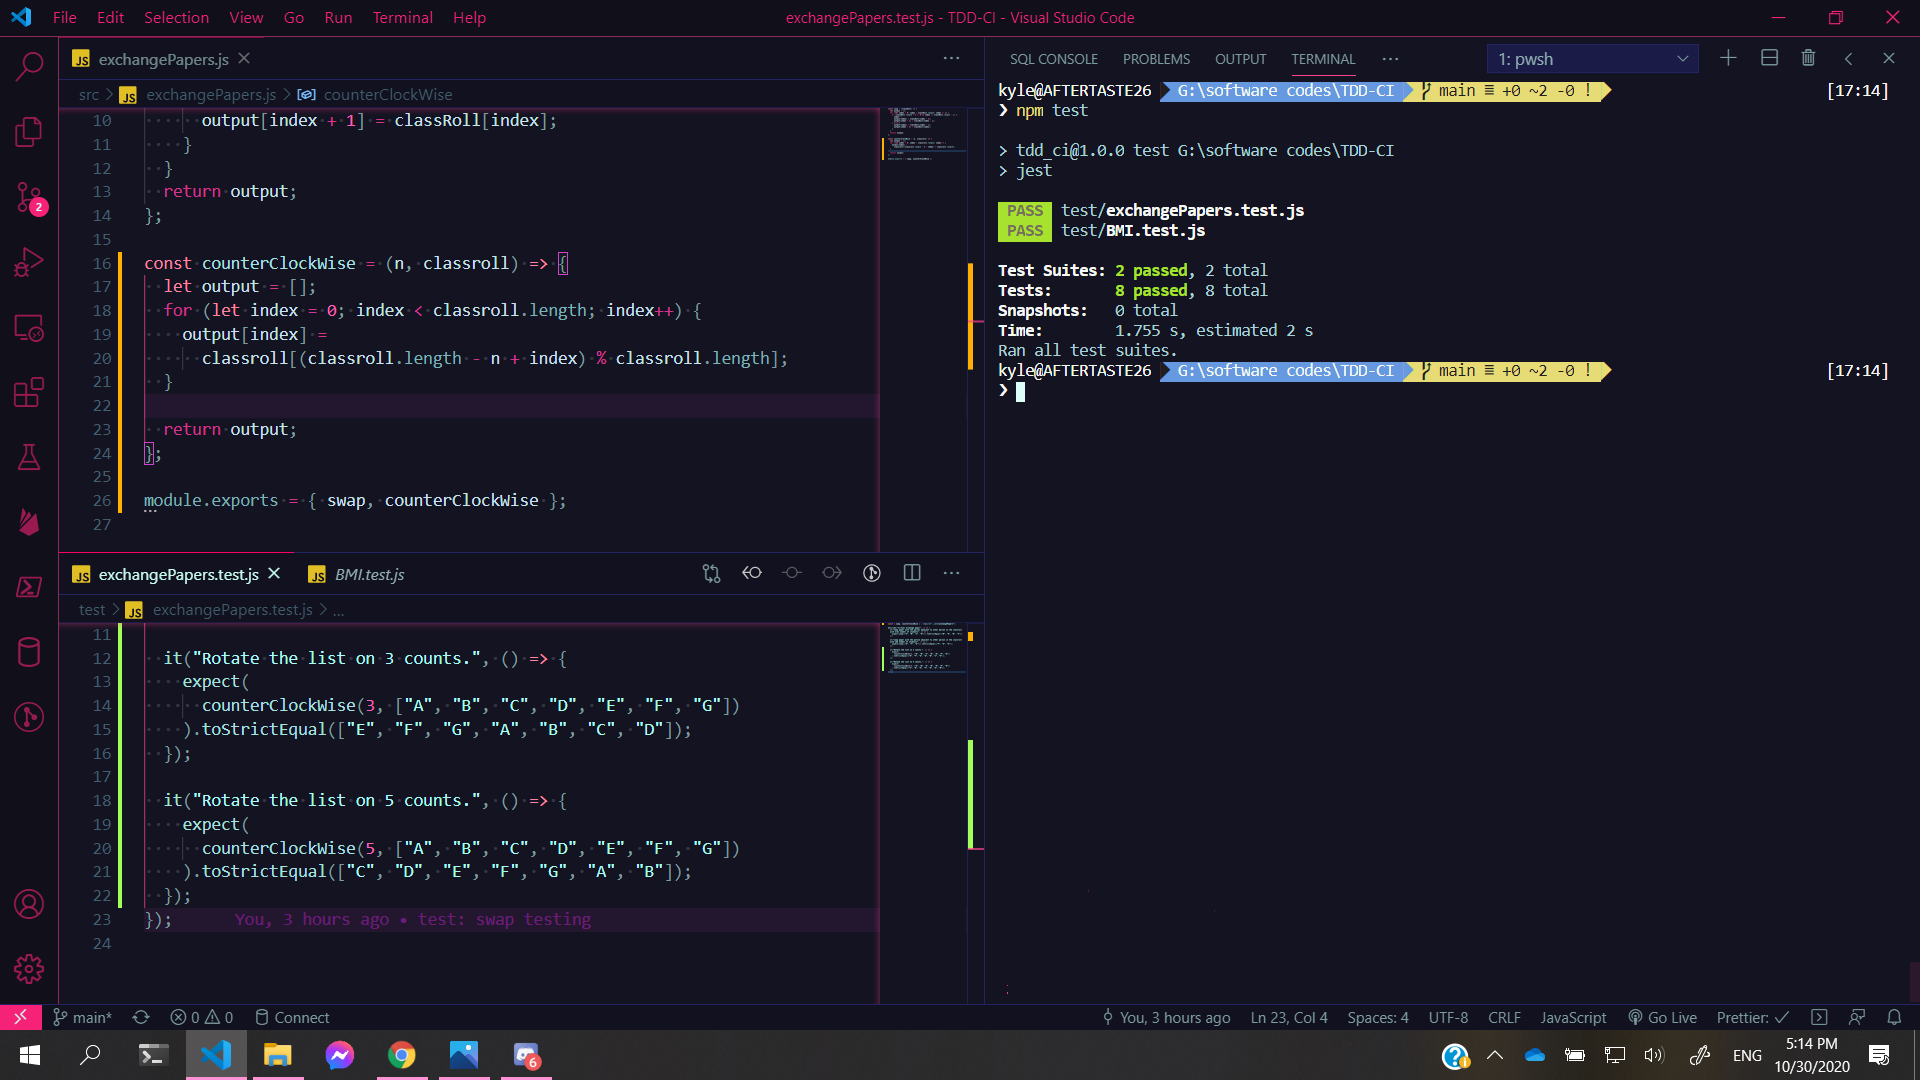 File Edit Selection View Go Run Terminal Help
exchangePapers.test.js - TDD-CI - Visual Studio Code
JS exchangePapers.js
src > JS exchangePapers.js > counterClockWise
10 output[index + 1] = classRoll[index];
11 }
12 }
13 return output;
14 };
15
16 const counterClockWise = (n, classroll) => {
17 let output = [];
18 for (let index = 0; index < classroll.length; index++) {
19 output[index] =
20 classroll[(classroll.length - n + index) % classroll.length];
21 }
22
23 return output;
24 };
25
26 module.exports = { swap, counterClockWise };
27
JS exchangePapers.test.js JS BMI.test.js
test > JS exchangePapers.test.js > ...
11
12 it("Rotate the list on 3 counts.", () => {
13 expect(
14 counterClockWise(3, ["A", "B", "C", "D", "E", "F", "G"])
15 ).toStrictEqual(["E", "F", "G", "A", "B", "C", "D"]);
16 });
17
18 it("Rotate the list on 5 counts.", () => {
19 expect(
20 counterClockWise(5, ["A", "B", "C", "D", "E", "F", "G"])
21 ).toStrictEqual(["C", "D", "E", "F", "G", "A", "B"]);
22 });
23 }); You, 3 hours ago • test: swap testing
24
SQL CONSOLE PROBLEMS OUTPUT TERMINAL ··· 1: pwsh
kyle@AFTERTASTE26 G:\software codes\TDD-CI main ≡ +0 ~2 -0 ! [17:14]
❯ npm test
> tdd_ci@1.0.0 test G:\software codes\TDD-CI
> jest
PASS test/exchangePapers.test.js
PASS test/BMI.test.js
Test Suites: 2 passed, 2 total
Tests: 8 passed, 8 total
Snapshots: 0 total
Time: 1.755 s, estimated 2 s
Ran all test suites.
kyle@AFTERTASTE26 G:\software codes\TDD-CI main ≡ +0 ~2 -0 ! [17:14]
❯
2
main* 0 0 Connect You, 3 hours ago Ln 23, Col 4 Spaces: 4 UTF-8 CRLF JavaScript Go Live Prettier: ✓
6
ENG 5:14 PM
10/30/2020